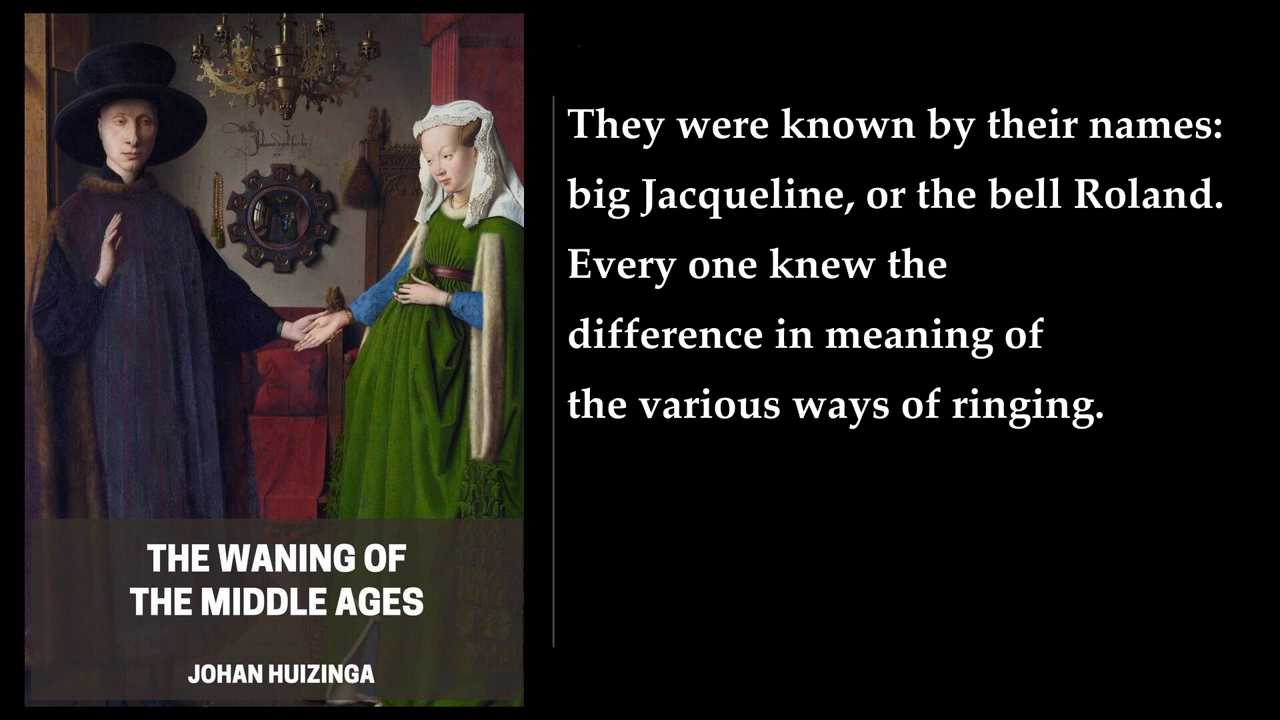 They were known by their names:
big Jacqueline, or the bell Roland.
Every one knew the
difference in meaning of
the various ways of ringing.
THE WANING OF
THE MIDDLE AGES
JOHAN HUIZINGA